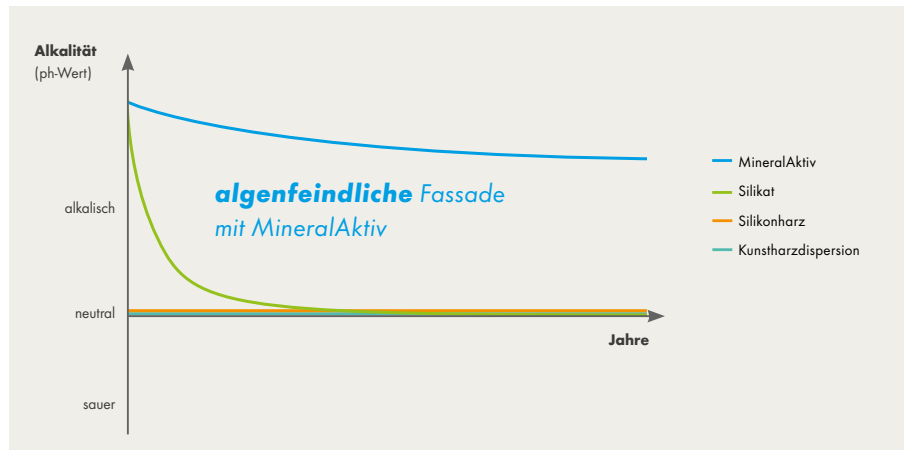 Alkalität
(ph-Wert)
alkalisch
neutral
sauer
algenfeindliche Fassade
mit MineralAktiv
Jahre
MineralAktiv
Silikat
Silikonharz
Kunstharzdispersion